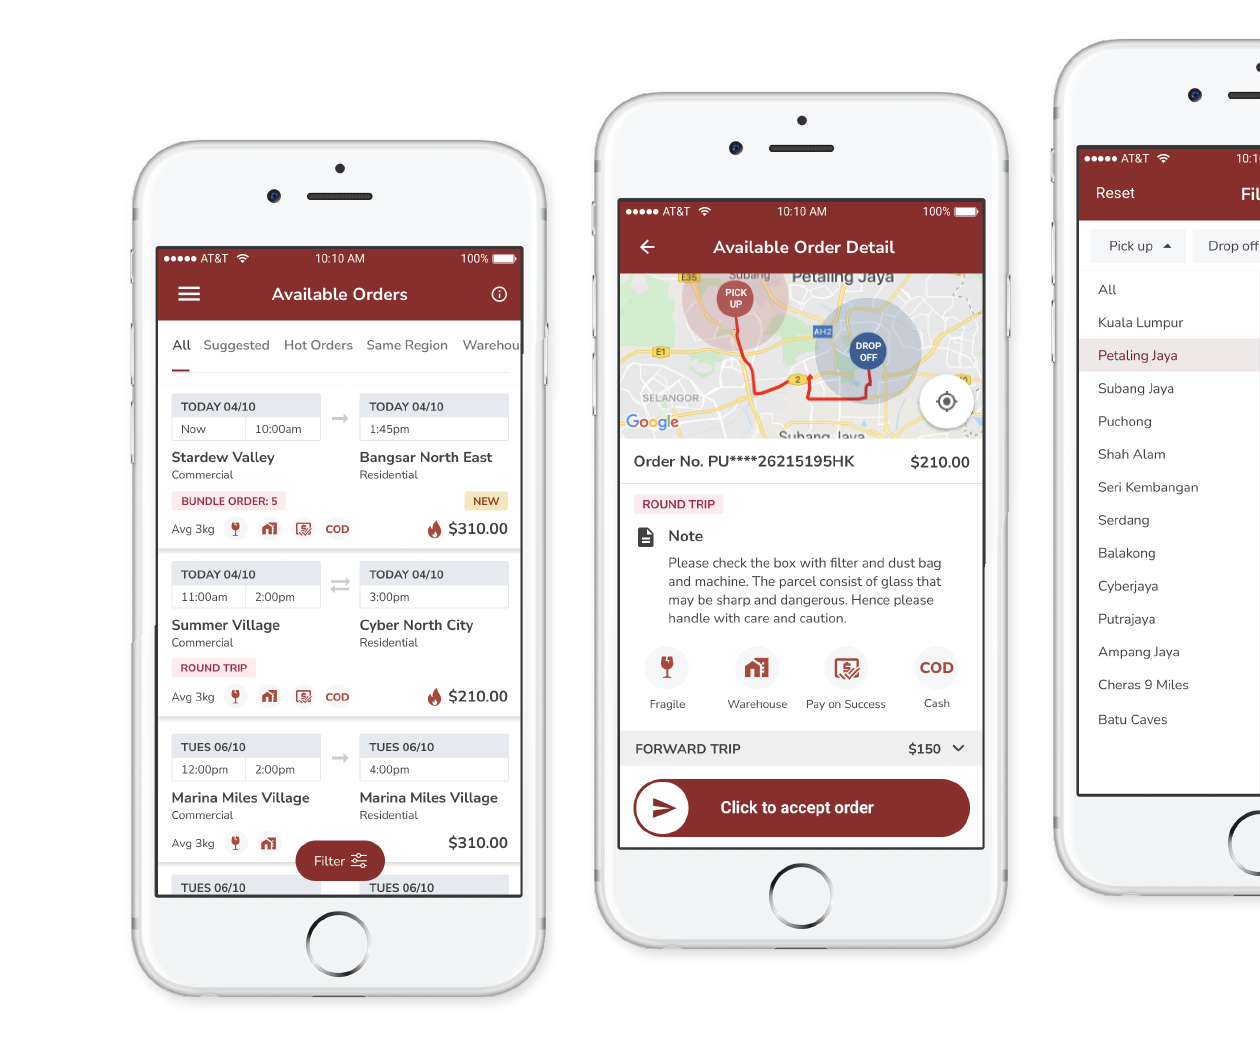 AT&T 10:10 AM 100%
Available Orders
All Suggested Hot Orders Same Region Warehou
TODAY 04/10 TODAY 04/10
Now 10:00am 1:45pm
Stardew Valley Bangsar North East
Commercial Residential
BUNDLE ORDER: 5 NEW
Avg 3kg COD $310.00
TODAY 04/10 TODAY 04/10
11:00am 2:00pm 3:00pm
Summer Village Cyber North City
Commercial Residential
ROUND TRIP
Avg 3kg COD $210.00
TUES 06/10 TUES 06/10
12:00pm 2:00pm 4:00pm
Marina Miles Village Marina Miles Village
Commercial Residential
Avg 3kg $310.00
Filter
TUES 06/10 TUES 06/10
AT&T 10:10 AM 100%
Available Order Detail
E35 Subang Petaling Jaya
PICK
UP
AH2
DROP
OFF
E1
2
SELANGOR
Google
Subang Jaya
Order No. PU****26215195HK $210.00
ROUND TRIP
Note
Please check the box with filter and dust bag
and machine. The parcel consist of glass that
may be sharp and dangerous. Hence please
handle with care and caution.
COD
Fragile Warehouse Pay on Success Cash
FORWARD TRIP $150
Click to accept order
AT&T 10:1
Reset Fil
Pick up Drop off
All
Kuala Lumpur
Petaling Jaya
Subang Jaya
Puchong
Shah Alam
Seri Kembangan
Serdang
Balakong
Cyberjaya
Putrajaya
Ampang Jaya
Cheras 9 Miles
Batu Caves